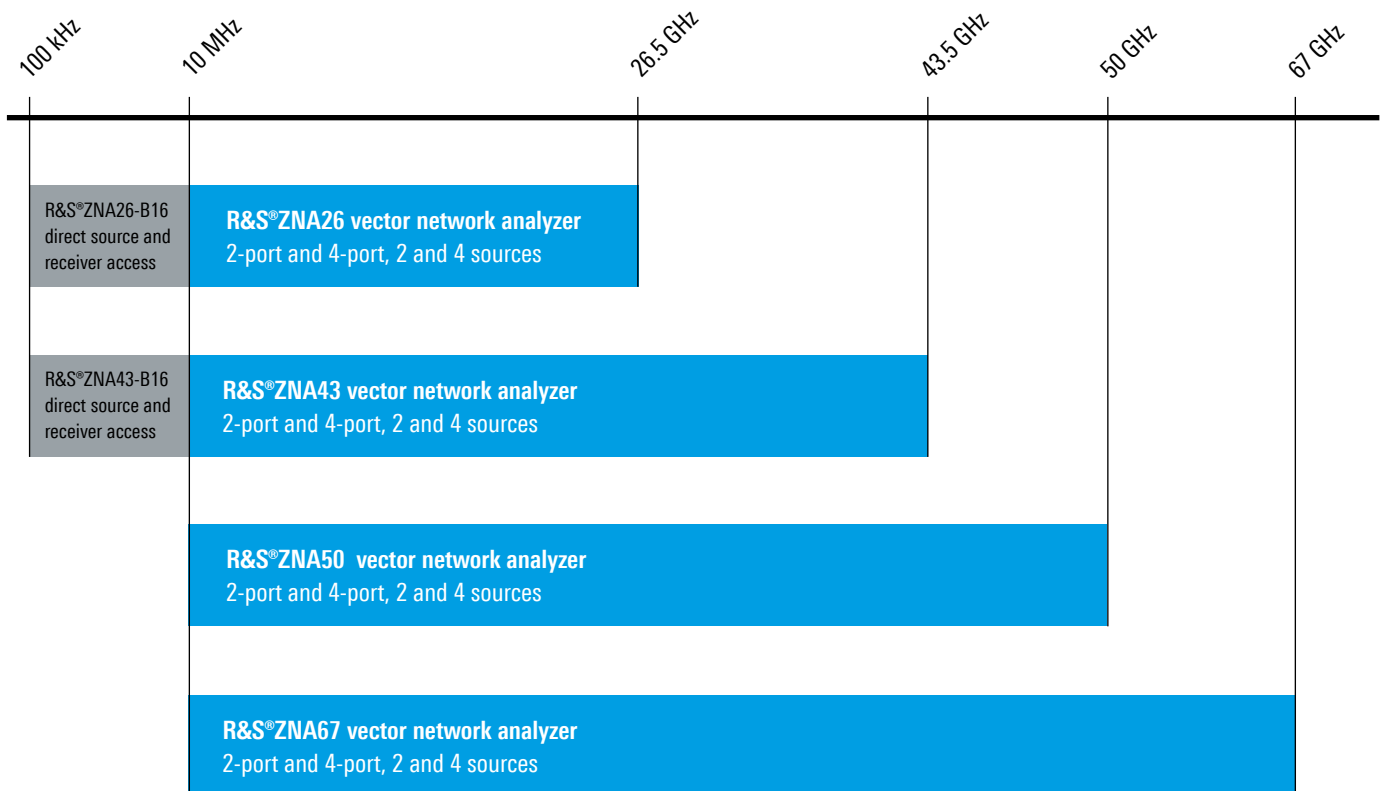 100 kHz
10 MHz
26.5 GHz
43.5 GHz
50 GHz
67 GHz
R&S®ZNA26-B16
direct source and
receiver access
R&S®ZNA26 vector network analyzer
2-port and 4-port, 2 and 4 sources
R&S®ZNA43-B16
direct source and
receiver access
R&S®ZNA43 vector network analyzer
2-port and 4-port, 2 and 4 sources
R&S®ZNA50 vector network analyzer
2-port and 4-port, 2 and 4 sources
R&S®ZNA67 vector network analyzer
2-port and 4-port, 2 and 4 sources